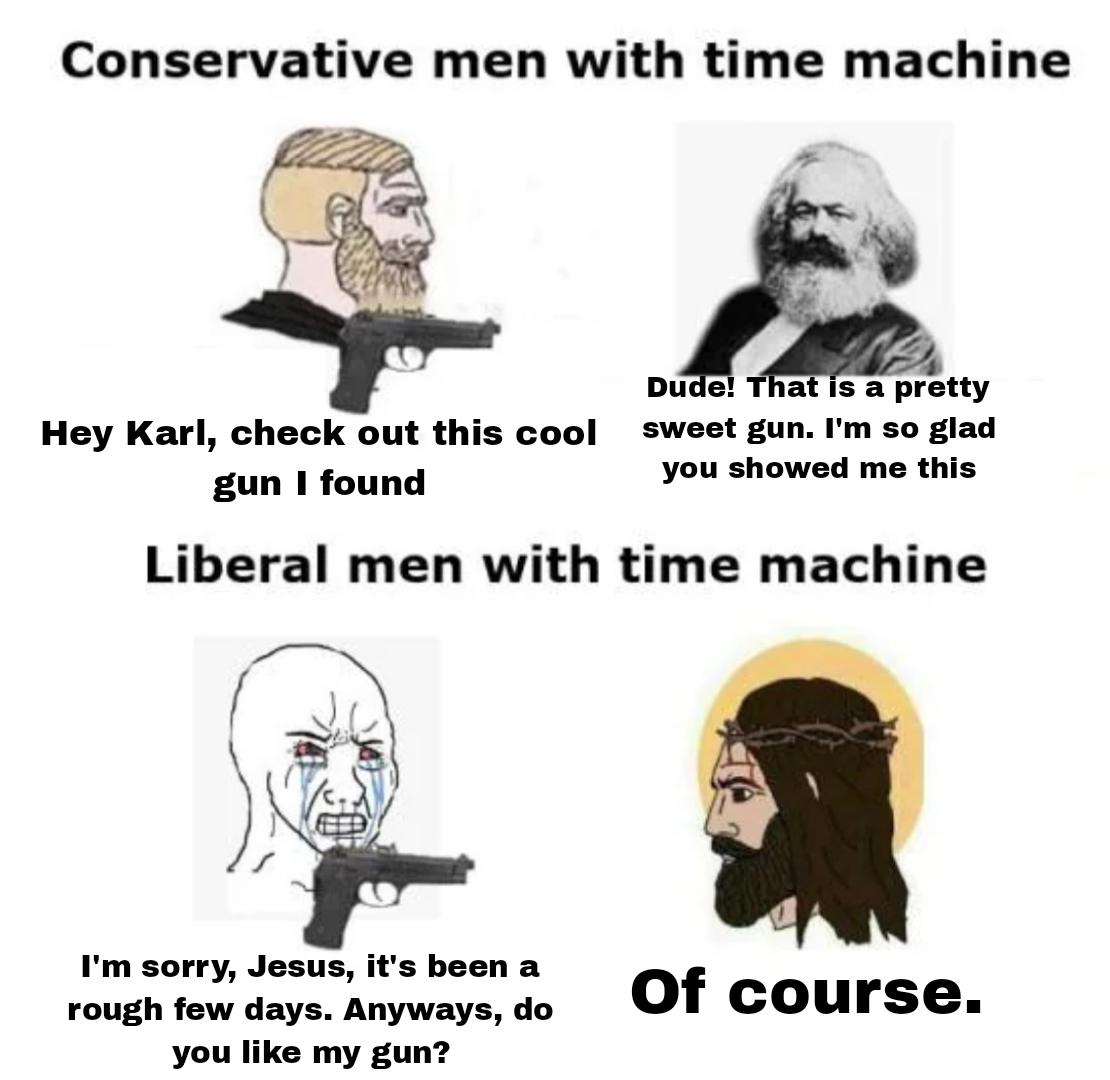 Conservative men with time machine
Hey Karl, check out this cool
gun I found
Dude! That is a pretty
sweet gun. I'm so glad
you showed me this
Liberal men with time machine
I'm sorry, Jesus, it's been a
rough few days. Anyways, do
you like my gun?
Of course.